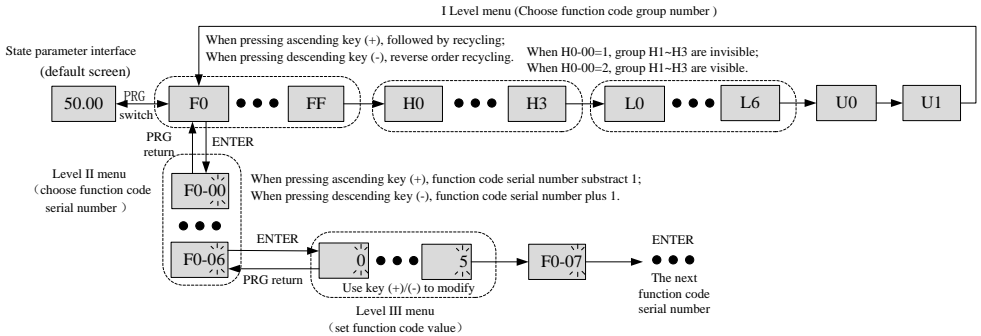 I Level menu (Choose function code group number )
State parameter interface
(default screen)
When pressing ascending key (+), followed by recycling;
When pressing descending key (-), reverse order recycling.
When H0-00=1, group H1~H3 are invisible;
When H0-00=2, group H1~H3 are visible.
50.00
PRG
switch
F0
FF
H0
H3
L0
L6
U0
U1
PRG
return
ENTER
Level II menu
(choose function code
serial number )
F0-00
When pressing ascending key (+), function code serial number substract 1;
When pressing descending key (-), function code serial number plus 1.
F0-06
ENTER
PRG return
0
5
Use key (+)/(-) to modify
F0-07
ENTER
The next
function code
serial number
Level III menu
(set function code value)